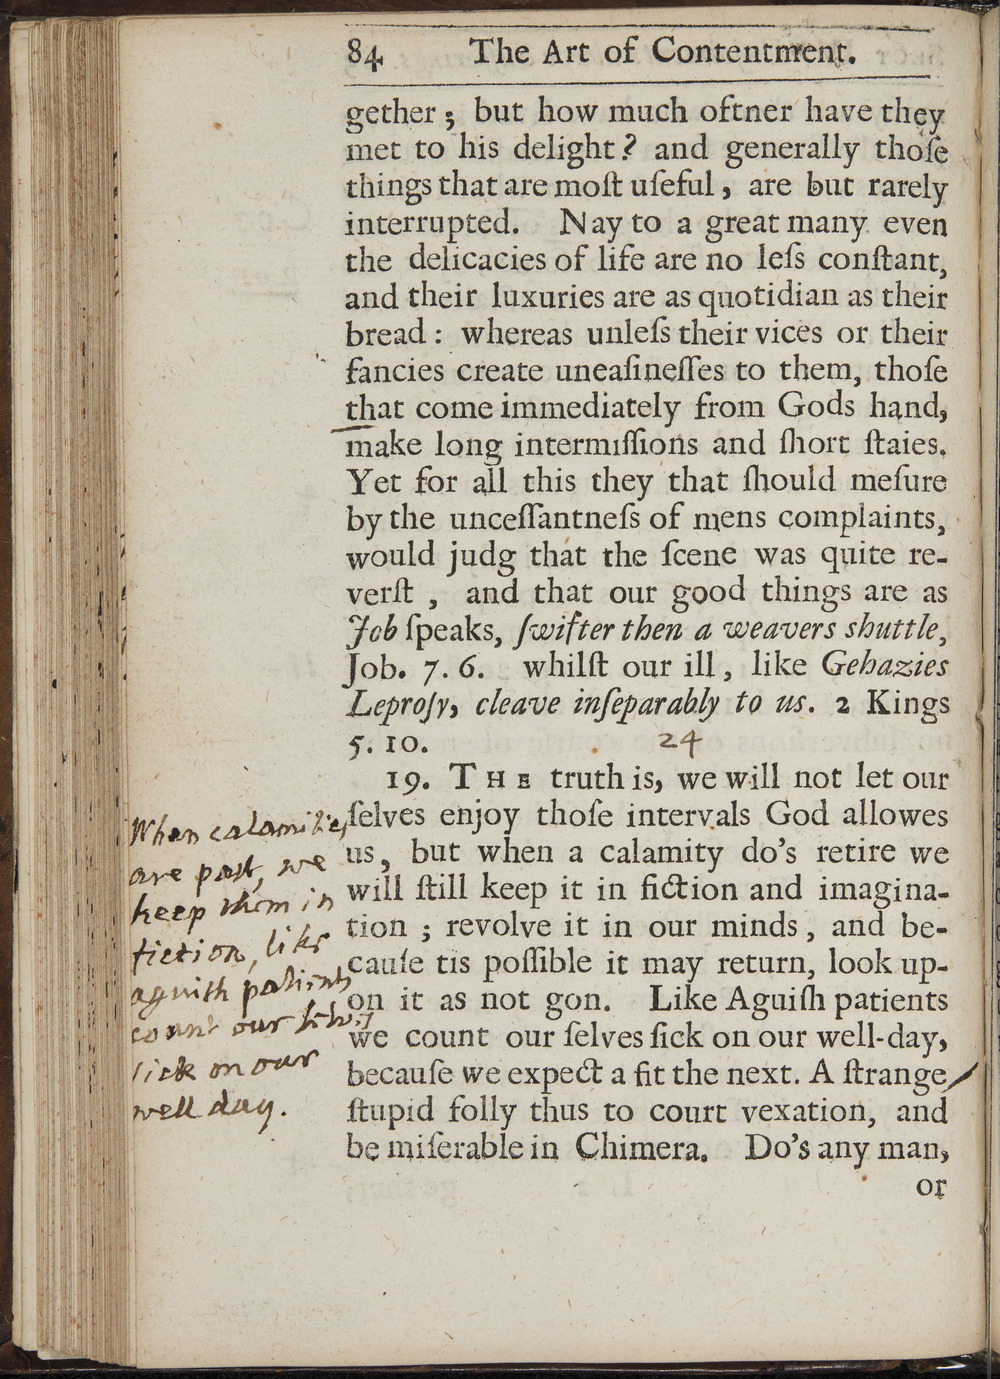 84 The Art of Contentment.
gether; but how much oftner have they
met to his delight? and generally thoſe
things that are moſt uſeful, are but rarely
interrupted. Nay to a great many even
the delicacies of life are no leſs conſtant,
and their luxuries are as quotidian as their
bread: whereas unleſs their vices or their
fancies create uneaſineſſes to them, thoſe
that come immediately from Gods hand,
make long intermiſſions and ſhort ſtaies.
Yet for all this they that ſhould meſure
by the unceſſantneſs of mens complaints,
would judg that the ſcene was quite re-
verſt, and that our good things are as
Job ſpeaks, ſwifter then a weavers shuttle,
Job. 7. 6. whilſt our ill, like Gehazies
Leproſy, cleave inſeparably to us. 2 Kings
5. 10.
24
19. THE truth is, we will not let our
ſelves enjoy thoſe intervals God allowes
us, but when a calamity do's retire we
will ſtill keep it in fiction and imagina-
tion; revolve it in our minds, and be-
cauſe tis poſſible it may return, look up-
on it as not gon. Like Aguiſh patients
we count our ſelves ſick on our well-day,
becauſe we expect a fit the next. A ſtrange
ſtupid folly thus to court vexation, and
be miſerable in Chimera. Do's any man,
or
When calamities
are past, we
keep them in
fiction, like
aguish patients
count our
sick on our
well day.